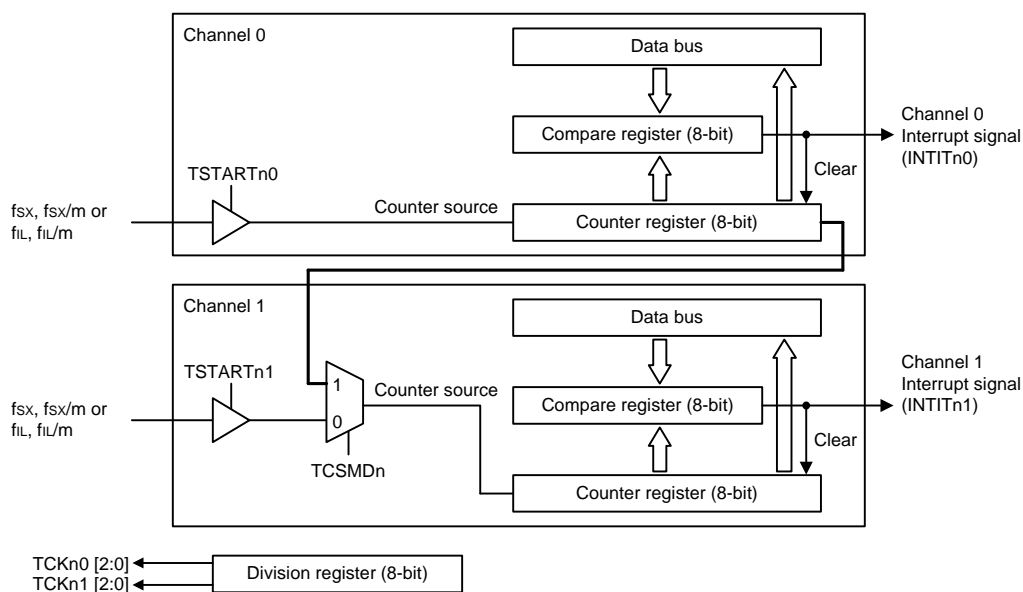 Channel 0
Data bus
Compare register (8-bit)
Channel 0
Interrupt signal
(INTITn0)
Clear
TSTARTn0
fSX, fSX/m or
fIL, fIL/m
Counter source
Counter register (8-bit)
Channel 1
Data bus
TSTARTn1
1
Counter source
Compare register (8-bit)
Channel 1
Interrupt signal
(INTITn1)
fSX, fSX/m or
fIL, fIL/m
0
Clear
TCSMDn
Counter register (8-bit)
TCKn0 [2:0]
TCKn1 [2:0]
Division register (8-bit)